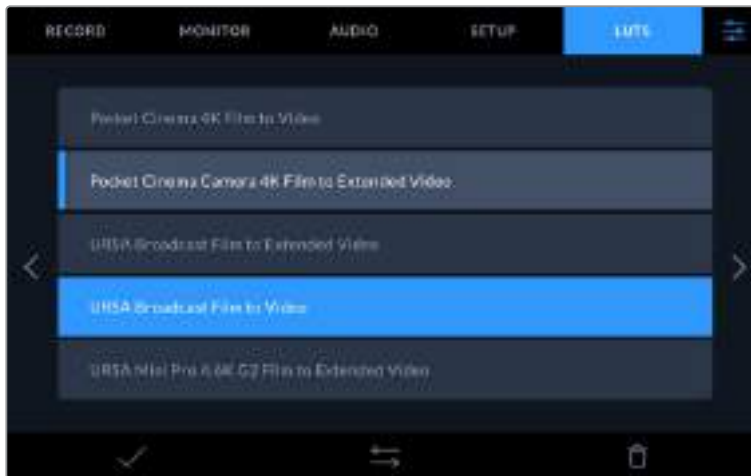 RECORD MONITOR AUDIO SETUP LUTS
Pocket Cinema 4K Film to Video
Pocket Cinema Camera 4K Film to Extended Video
URSA Broadcast Film to Extended Video
URSA Broadcast Film to Video
URSA Mini Pro 4.6K G2 Film to Extended Video